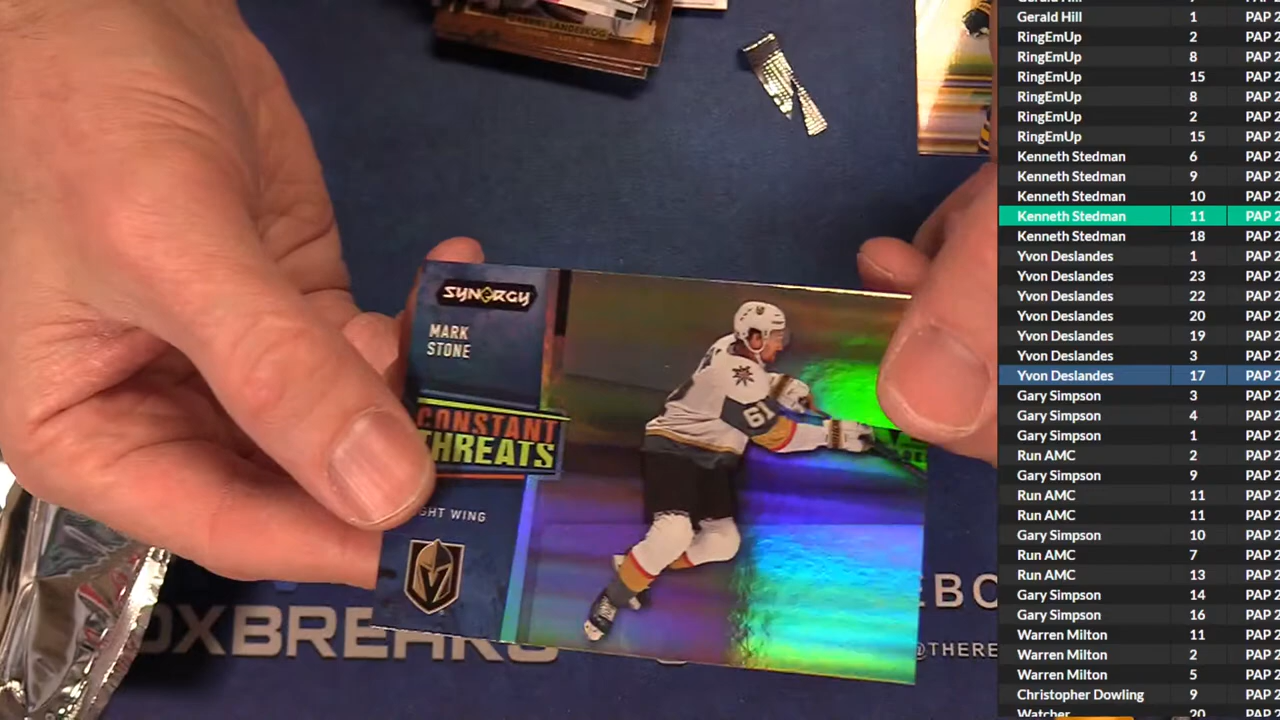 GABRIEL LANDESKOG
SYNERGY
MARK
STONE
CONSTANT
THREATS
GHT WING
61
OXBREAKS
EBO
@THERE
Gerald Hill 1 PAP 2
RingEmUp 2 PAP 2
RingEmUp 8 PAP 2
RingEmUp 15 PAP 2
RingEmUp 8 PAP 2
RingEmUp 2 PAP 2
RingEmUp 15 PAP 2
Kenneth Stedman 6 PAP 2
Kenneth Stedman 9 PAP 2
Kenneth Stedman 10 PAP 2
Kenneth Stedman 11 PAP 2
Kenneth Stedman 18 PAP 2
Yvon Deslandes 1 PAP 2
Yvon Deslandes 23 PAP 2
Yvon Deslandes 22 PAP 2
Yvon Deslandes 20 PAP 2
Yvon Deslandes 19 PAP 2
Yvon Deslandes 3 PAP 2
Yvon Deslandes 17 PAP 2
Gary Simpson 3 PAP 2
Gary Simpson 4 PAP 2
Gary Simpson 1 PAP 2
Run AMC 2 PAP 2
Gary Simpson 9 PAP 2
Run AMC 11 PAP 2
Run AMC 11 PAP 2
Gary Simpson 10 PAP 2
Run AMC 7 PAP 2
Run AMC 13 PAP 2
Gary Simpson 14 PAP 2
Gary Simpson 16 PAP 2
Warren Milton 11 PAP 2
Warren Milton 2 PAP 2
Warren Milton 5 PAP 2
Christopher Dowling 9 PAP 2
Watcher 20 PAP 2